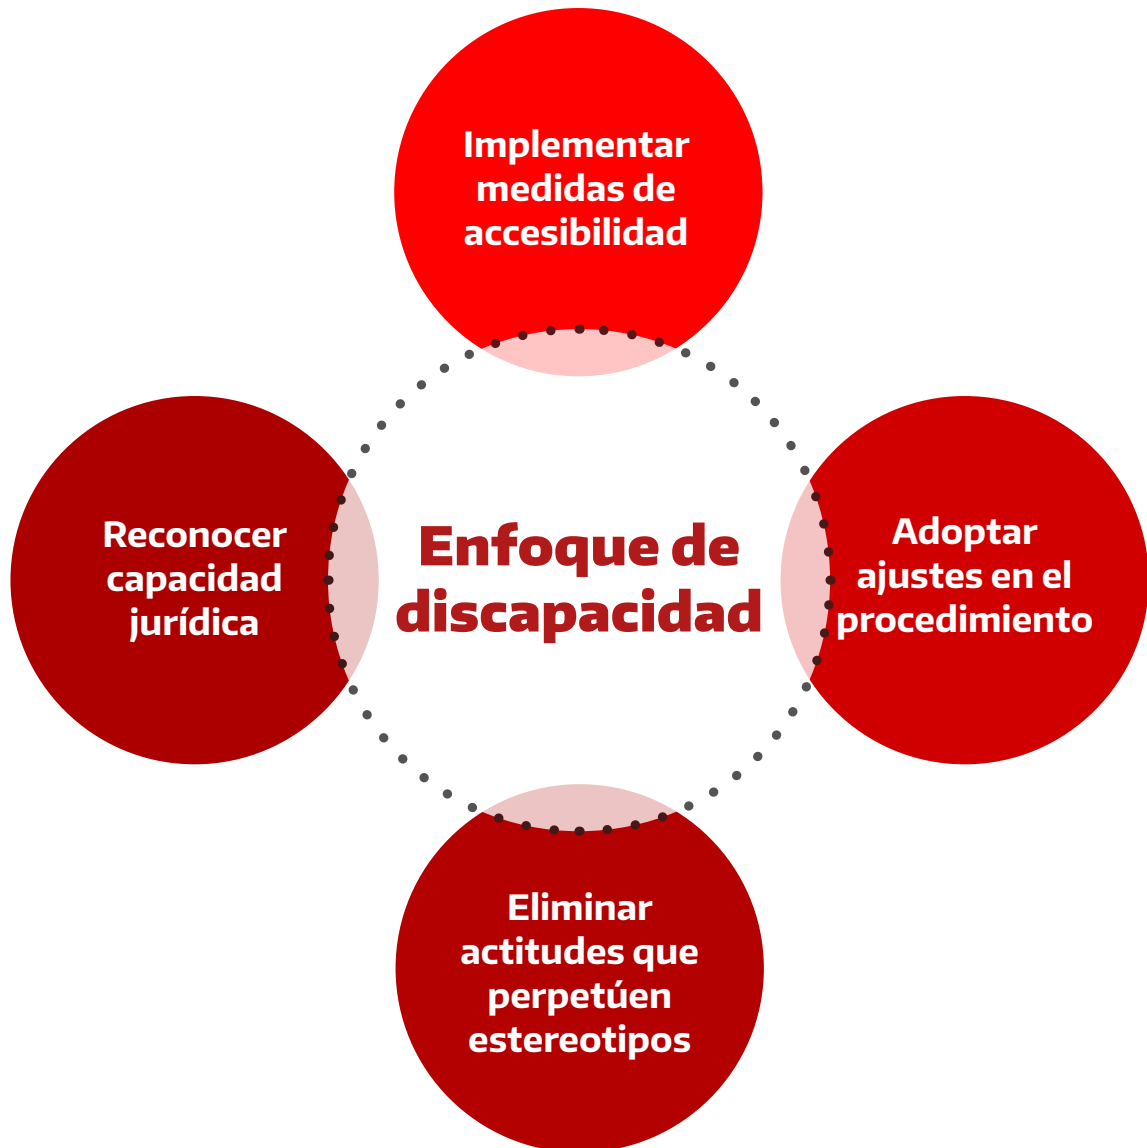 Implementar
medidas de
accesibilidad
Reconocer
capacidad
jurídica
Enfoque de
discapacidad
Adoptar
ajustes en el
procedimiento
Eliminar
actitudes que
perpetúen
estereotipos